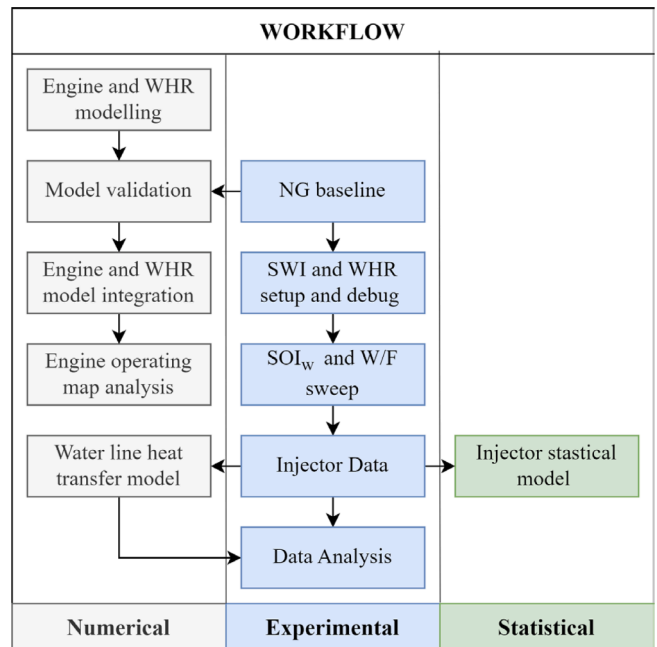 WORKFLOW
Engine and WHR
modelling
Model validation
NG baseline
Engine and WHR
model integration
SWI and WHR
setup and debug
Engine operating
map analysis
SOI_W and W/F
sweep
Water line heat
transfer model
Injector Data
Injector stastical
model
Data Analysis
Numerical
Experimental
Statistical